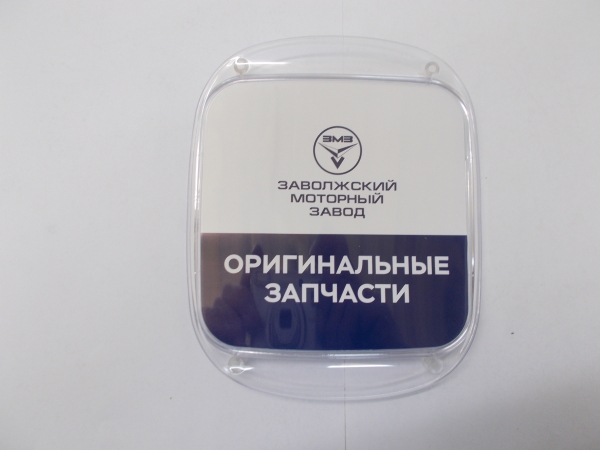 ЗМЗ
ЗАВОЛЖСКИЙ
МОТОРНЫЙ
ЗАВОД
ОРИГИНАЛЬНЫЕ
ЗАПЧАСТИ